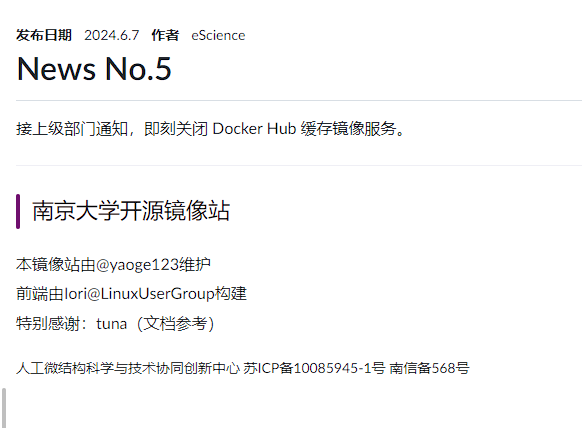 发布日期 2024.6.7 作者 eScience
News No.5
接上级部门通知，即刻关闭 Docker Hub 缓存镜像服务。
南京大学开源镜像站
本镜像站由@yaoge123维护
前端由Iori@LinuxUserGroup构建
特别感谢：tuna（文档参考）
人工微结构科学与技术协同创新中心 苏ICP备10085945-1号 南信备568号